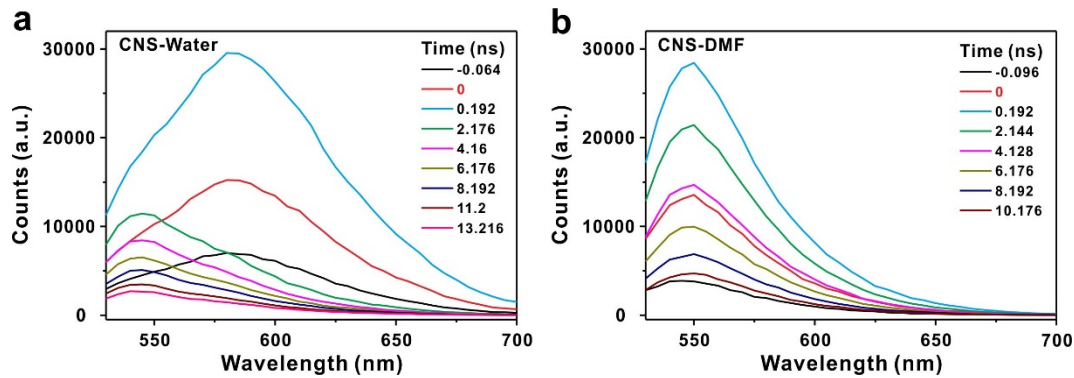 a
CNS-Water
Time (ns)
-0.064
0
0.192
2.176
4.16
6.176
8.192
11.2
13.216
30000
20000
10000
0
Counts (a.u.)
550 600 650 700
Wavelength (nm)
b
CNS-DMF
Time (ns)
-0.096
0
0.192
2.144
4.128
6.176
8.192
10.176
30000
20000
10000
0
Counts (a.u.)
550 600 650 700
Wavelength (nm)